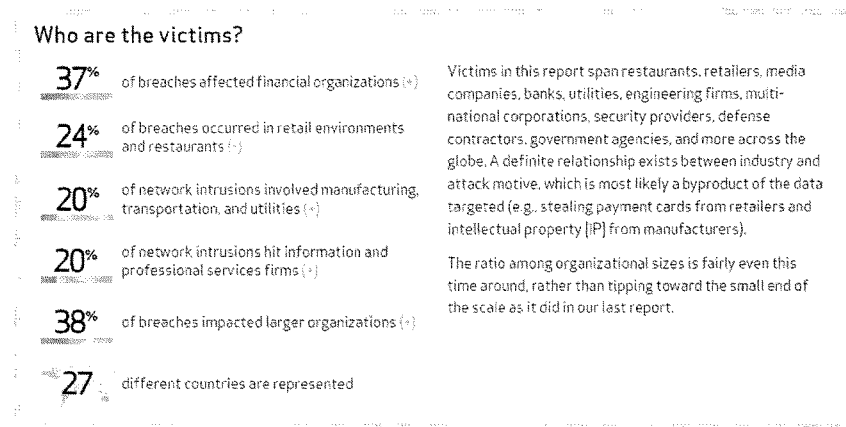 Who are the victims?
37%
of breaches affected financial organizations (+)
24%
of breaches occurred in retail environments
and restaurants (-)
20%
of network intrusions involved manufacturing,
transportation, and utilities (+)
20%
of network intrusions hit information and
professional services firms (+)
38%
of breaches impacted larger organizations (+)
27
different countries are represented
Victims in this report span restaurants, retailers, media
companies, banks, utilities, engineering firms, multi-
national corporations, security providers, defense
contractors, government agencies, and more across the
globe. A definite relationship exists between industry and
attack motive, which is most likely a byproduct of the data
targeted (e.g., stealing payment cards from retailers and
intellectual property [IP] from manufacturers).
The ratio among organizational sizes is fairly even this
time around, rather than tipping toward the small end of
the scale as it did in our last report.